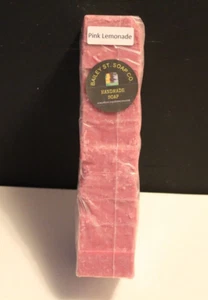 Pink Lemonade
BAILEY ST. SOAP CO
HANDMADE
SOAP